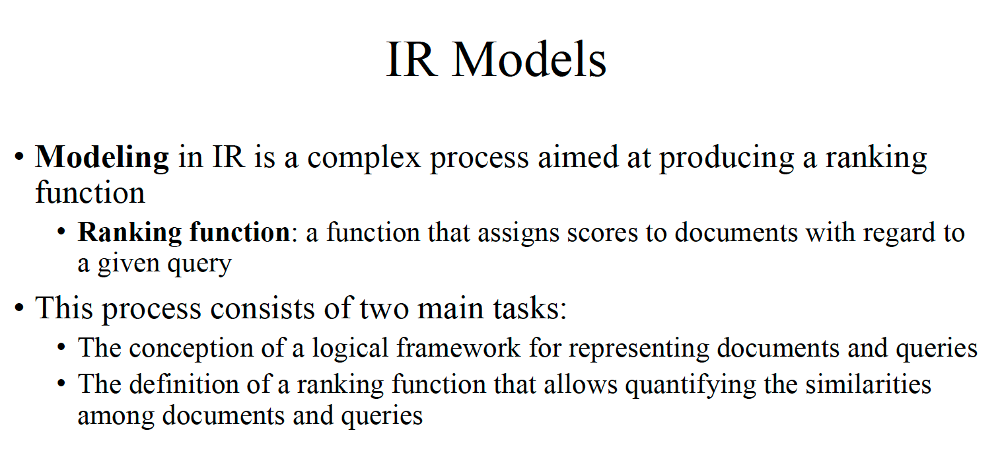 IR Models
• Modeling in IR is a complex process aimed at producing a ranking
function
• Ranking function: a function that assigns scores to documents with regard to
a given query
• This process consists of two main tasks:
• The conception of a logical framework for representing documents and queries
• The definition of a ranking function that allows quantifying the similarities
among documents and queries